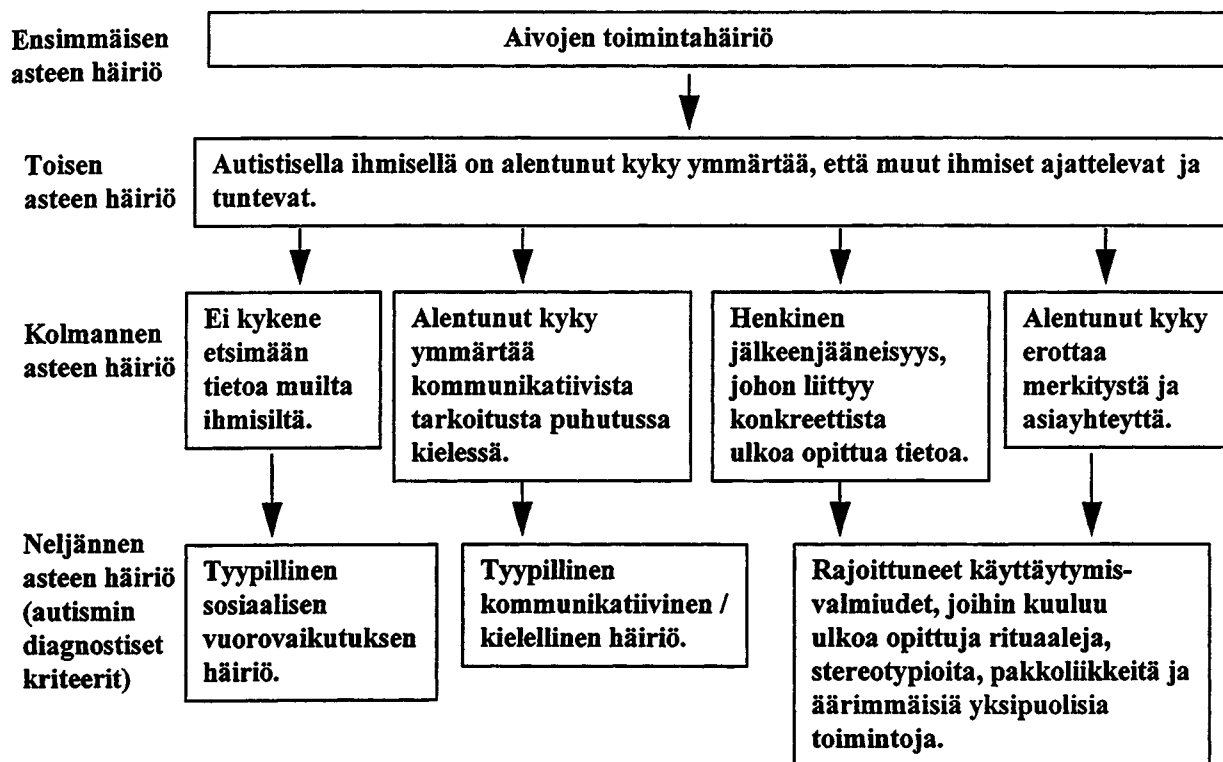 Ensimmäisen
asteen häiriö
Aivojen toimintahäiriö
Toisen
asteen häiriö
Autistisella ihmisellä on alentunut kyky ymmärtää, että muut ihmiset ajattelevat ja
tuntevat.
Kolmannen
asteen häiriö
Ei kykene
etsimään
tietoa muilta
ihmisiltä.
Alentunut kyky
ymmärtää
kommunikatiivista
tarkoitusta puhutussa
kielessä.
Henkinen
jälkeenjääneisyys,
johon liittyy
konkreettista
ulkoa opittua tietoa.
Alentunut kyky
erottaa
merkitystä ja
asiayhteyttä.
Neljännen
asteen häiriö
(autismin
diagnostiset
kriteerit)
Tyypillinen
sosiaalisen
vuorovaikutuksen
häiriö.
Tyypillinen
kommunikatiivinen /
kielellinen häiriö.
Rajoittuneet käyttäytymis-
valmiudet, joihin kuuluu
ulkoa opittuja rituaaleja,
stereotypioita, pakkoliikkeitä ja
äärimmäisiä yksipuolisia
toimintoja.